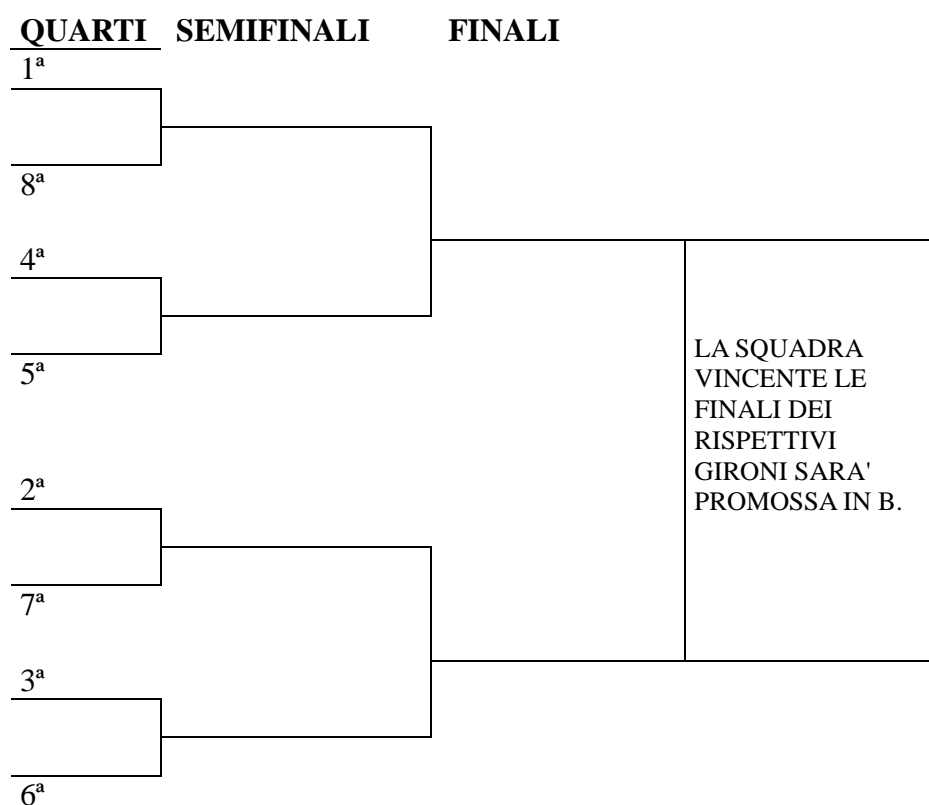 QUARTI SEMIFINALI FINALI
1ª
8ª
4ª
5ª
2ª
7ª
3ª
6ª
LA SQUADRA
VINCENTE LE
FINALI DEI
RISPETTIVI
GIRONI SARA'
PROMOSSA IN B.